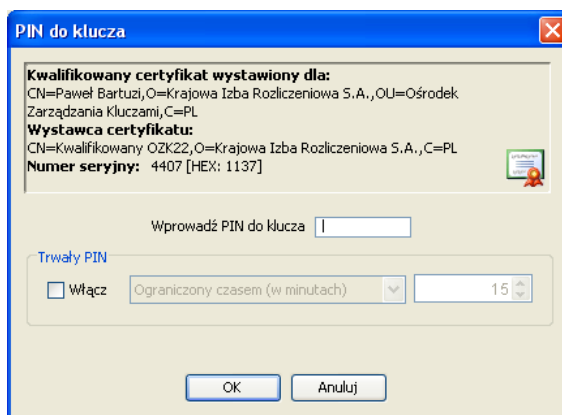 PIN do klucza
Kwalifikowany certyfikat wystawiony dla:
CN=Paweł Bartuzi,O=Krajowa Izba Rozliczeniowa S.A.,OU=Ośrodek
Zarządzania Kluczami,C=PL
Wystawca certyfikatu:
CN=Kwalifikowany OZK22,O=Krajowa Izba Rozliczeniowa S.A.,C=PL
Numer seryjny: 4407 [HEX: 1137]
Wprowadź PIN do klucza
Trwały PIN
Włącz Ograniczony czasem (w minutach) 15
OK Anuluj